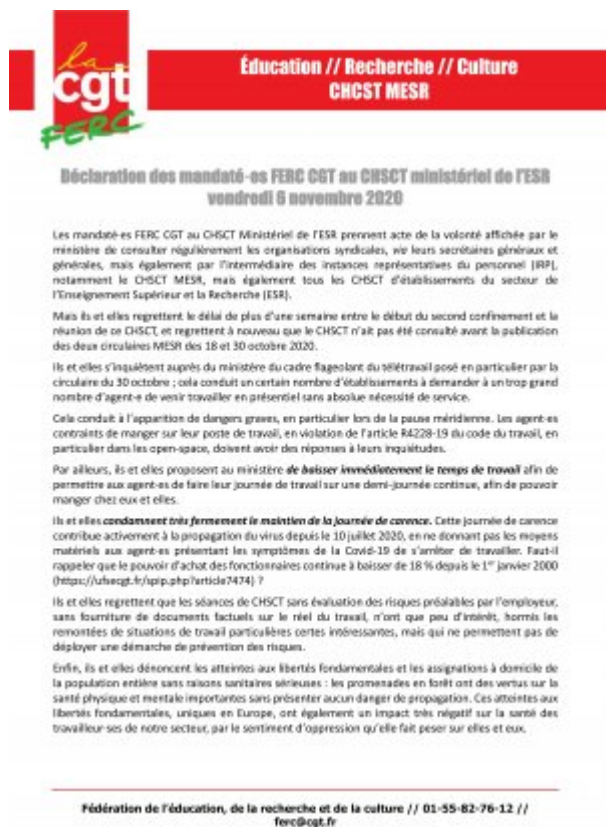 la
cgt
FERC
Éducation // Recherche // Culture
CHCST MESR
Déclaration des mandaté-es FERC CGT au CHSCT ministériel de l'ESR
vendredi 6 novembre 2020
Les mandaté-es FERC CGT au CHSCT Ministériel de l'ESR prennent acte de la volonté affichée par le
ministère de consulter régulièrement les organisations syndicales, via leurs secrétaires généraux et
générales, mais également par l'intermédiaire des instances représentatives du personnel (IRP),
notamment le CHSCT MESR, mais également tous les CHSCT d'établissements du secteur de
l'Enseignement Supérieur et la Recherche (ESR).
Mais ils et elles regrettent le délai de plus d'une semaine entre le début du second confinement et la
réunion de ce CHSCT, et regrettent à nouveau que le CHSCT n'ait pas été consulté avant la publication
des deux circulaires MESR des 18 et 30 octobre 2020.
Ils et elles s'inquiètent auprès du ministère du cadre flageolant du télétravail posé en particulier par la
circulaire du 30 octobre ; cela conduit un certain nombre d'établissements à demander à un trop grand
nombre d'agent-e de venir travailler en présentiel sans absolue nécessité de service.
Cela conduit à l'apparition de dangers graves, en particulier lors de la pause méridienne. Les agent-es
contraints de manger sur leur poste de travail, en violation de l'article R4228-19 du code du travail, en
particulier dans les open-space, doivent avoir des réponses à leurs inquiétudes.
Par ailleurs, ils et elles proposent au ministère de baisser immédiatement le temps de travail afin de
permettre aux agent-es de faire leur journée de travail sur une demi-journée continue, afin de pouvoir
manger chez eux et elles.
Ils et elles condamnent très fermement le maintien de la journée de carence. Cette journée de carence
contribue activement à la propagation du virus depuis le 10 juillet 2020, en ne donnant pas les moyens
matériels aux agent-es présentant les symptômes de la Covid-19 de s'arrêter de travailler. Faut-il
rappeler que le pouvoir d'achat des fonctionnaires continue à baisser de 18 % depuis le 1er janvier 2000
(https://ufsecgt.fr/spip.php?article7474) ?
Ils et elles regrettent que les séances de CHSCT sans évaluation des risques préalables par l'employeur,
sans fourniture de documents factuels sur le réel du travail, n'ont que peu d'intérêt, hormis les
remontées de situations de travail particulières certes intéressantes, mais qui ne permettent pas de
déployer une démarche de prévention des risques.
Enfin, ils et elles dénoncent les atteintes aux libertés fondamentales et les assignations à domicile de
la population entière sans raisons sanitaires sérieuses : les promenades en forêt ont des vertus sur la
santé physique et mentale importantes sans présenter aucun danger de propagation. Ces atteintes aux
libertés fondamentales, uniques en Europe, ont également un impact très négatif sur la santé des
travailleur·ses de notre secteur, par le sentiment d'oppression qu'elle fait peser sur elles et eux.
Fédération de l'éducation, de la recherche et de la culture // 01-55-82-76-12 //
ferc@cgt.fr